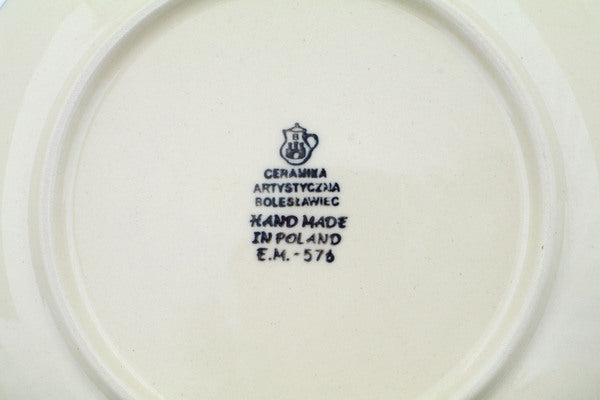 B
CERAMIKA
ARTYSTYCZNA
BOLESŁAWIEC
HAND MADE
IN POLAND
E.M.-576